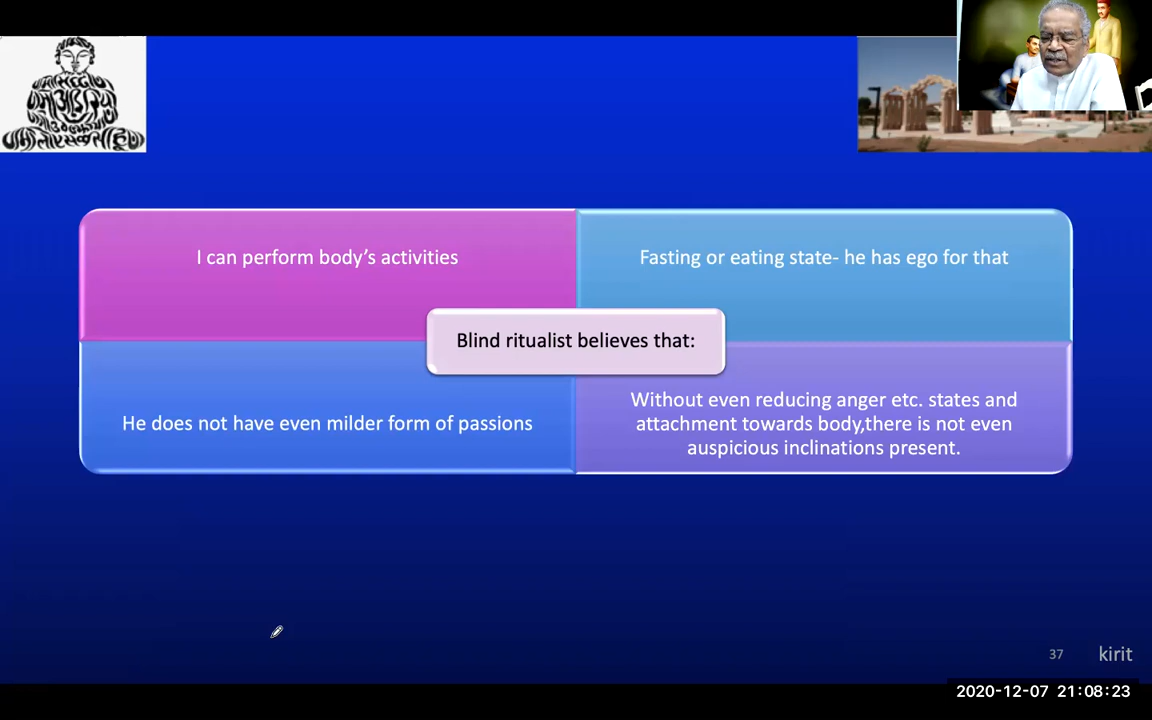 I can perform body’s activities
Fasting or eating state- he has ego for that
Blind ritualist believes that:
He does not have even milder form of passions
Without even reducing anger etc. states and
attachment towards body,there is not even
auspicious inclinations present.
37
kirit
2020-12-07 21:08:23